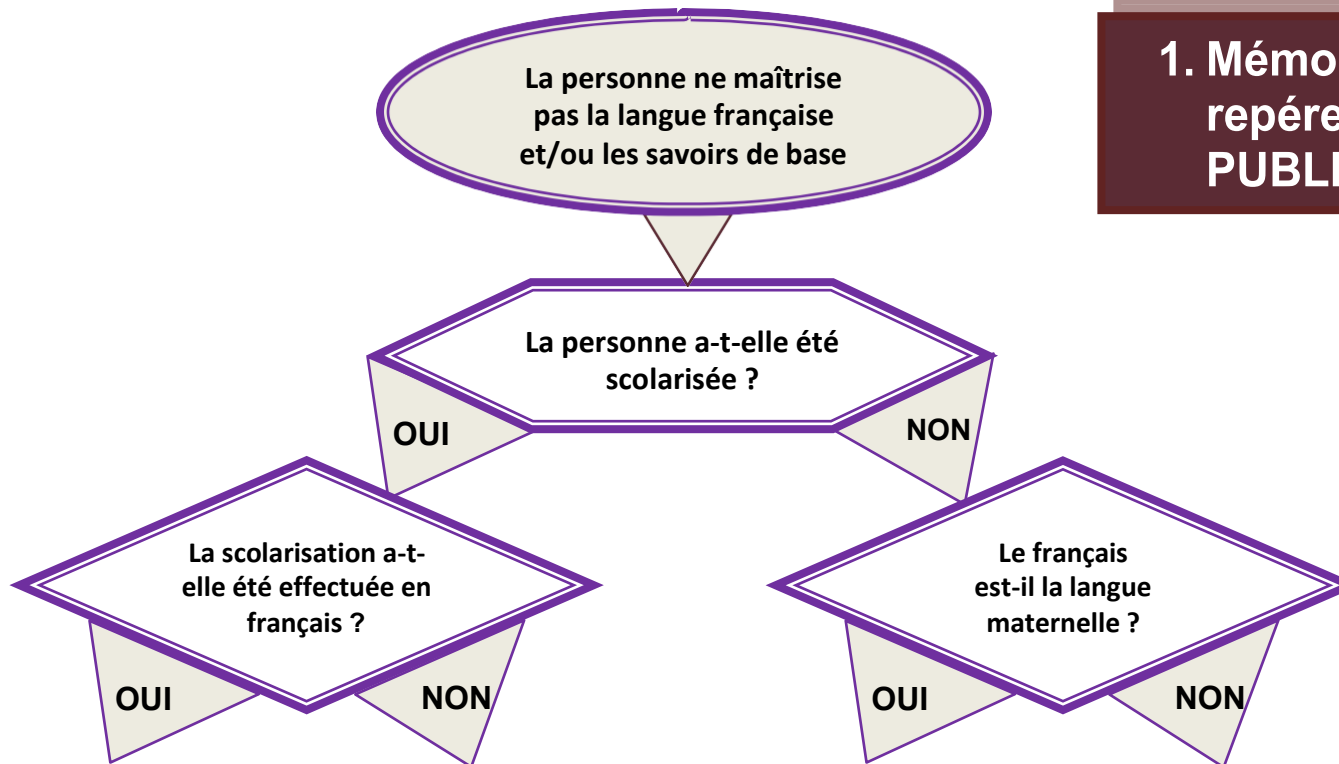 La personne ne maîtrise
pas la langue française
et/ou les savoirs de base
1. Mémo
repére
PUBLI
La personne a-t-elle été
scolarisée ?
OUI
NON
La scolarisation a-t-
elle été effectuée en
français ?
Le français
est-il la langue
maternelle ?
OUI
NON
OUI
NON